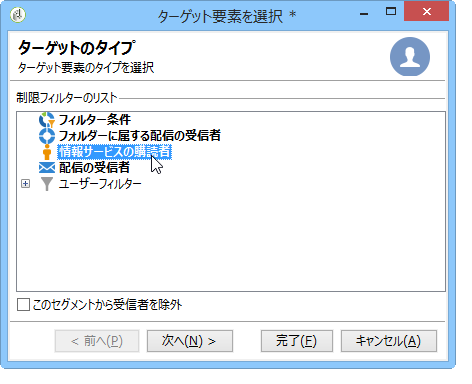 ターゲット要素を選択 *
ターゲットのタイプ
ターゲット要素のタイプを選択
制限フィルターのリスト
フィルター条件
フォルダーに属する配信の受信者
情報サービスの購読者
配信の受信者
ユーザーフィルター
このセグメントから受信者を除外
< 前へ(P)
次へ(N) >
完了(F)
キャンセル(A)